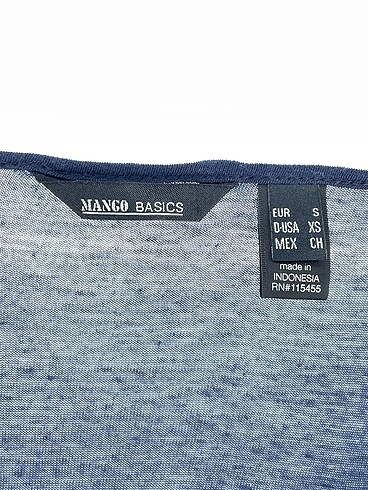 MANGO BASICS
EUR S
D-USA XS
MEX CH
made in
INDONESIA
RN#115455